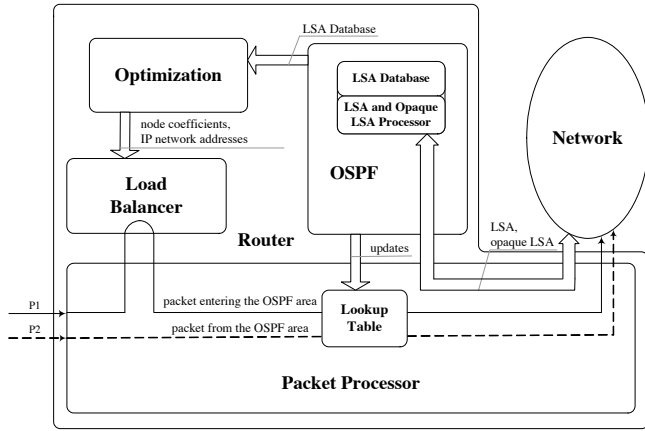 LSA Database
Optimization
LSA Database
LSA and Opaque
LSA Processor
node coefficients,
IP network addresses
Network
OSPF
Load
Balancer
LSA,
opaque LSA
Router
updates
P1
packet entering the OSPF area
Lookup
Table
P2
packet from the OSPF area
Packet Processor